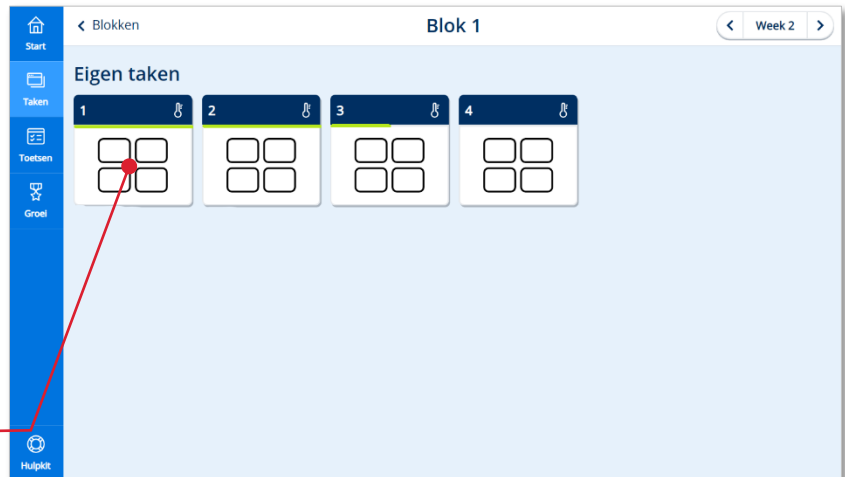 Start
Taken
Toetsen
Groei
Hulpkit
Blokken
Blok 1
Week 2
Eigen taken
1
2
3
4